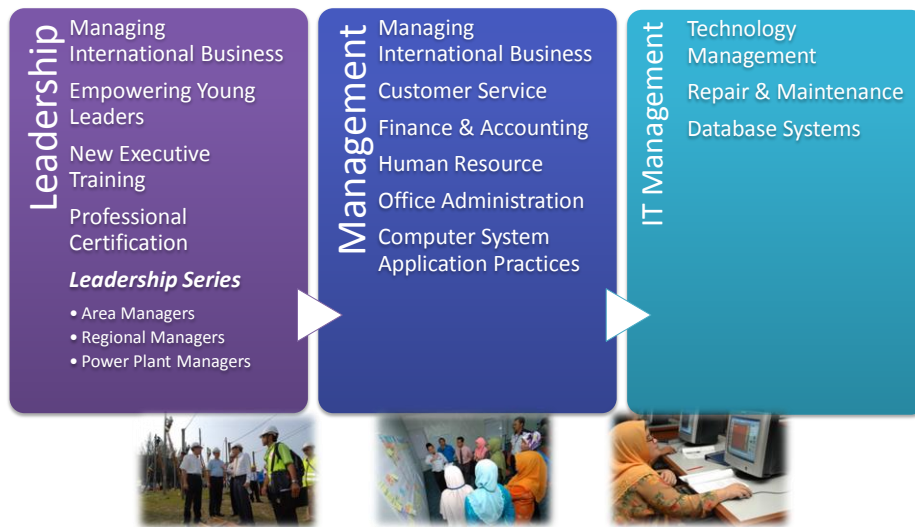 Leadership
Managing
International Business
Empowering Young
Leaders
New Executive
Training
Professional
Certification
Leadership Series
• Area Managers
• Regional Managers
• Power Plant Managers
Management
Managing
International Business
Customer Service
Finance & Accounting
Human Resource
Office Administration
Computer System
Application Practices
IT Management
Technology
Management
Repair & Maintenance
Database Systems